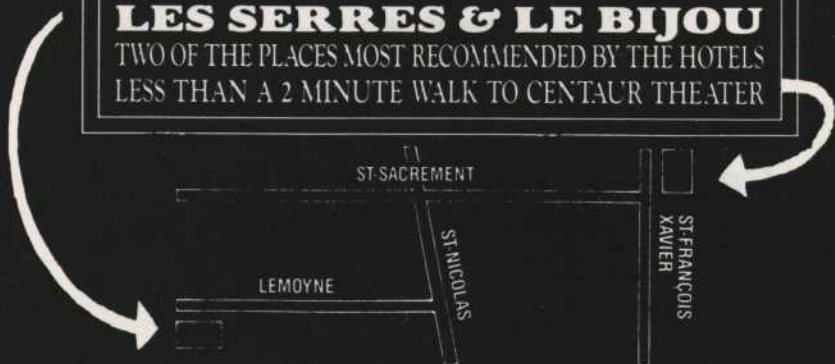 LES SERRES & LE BIJOU
TWO OF THE PLACES MOST RECOMMENDED BY THE HOTELS
LESS THAN A 2 MINUTE WALK TO CENTAUR THEATER
ST-SACREMENT
ST-FRANÇOIS
XAVIER
ST-NICOLAS
LEMOYNE